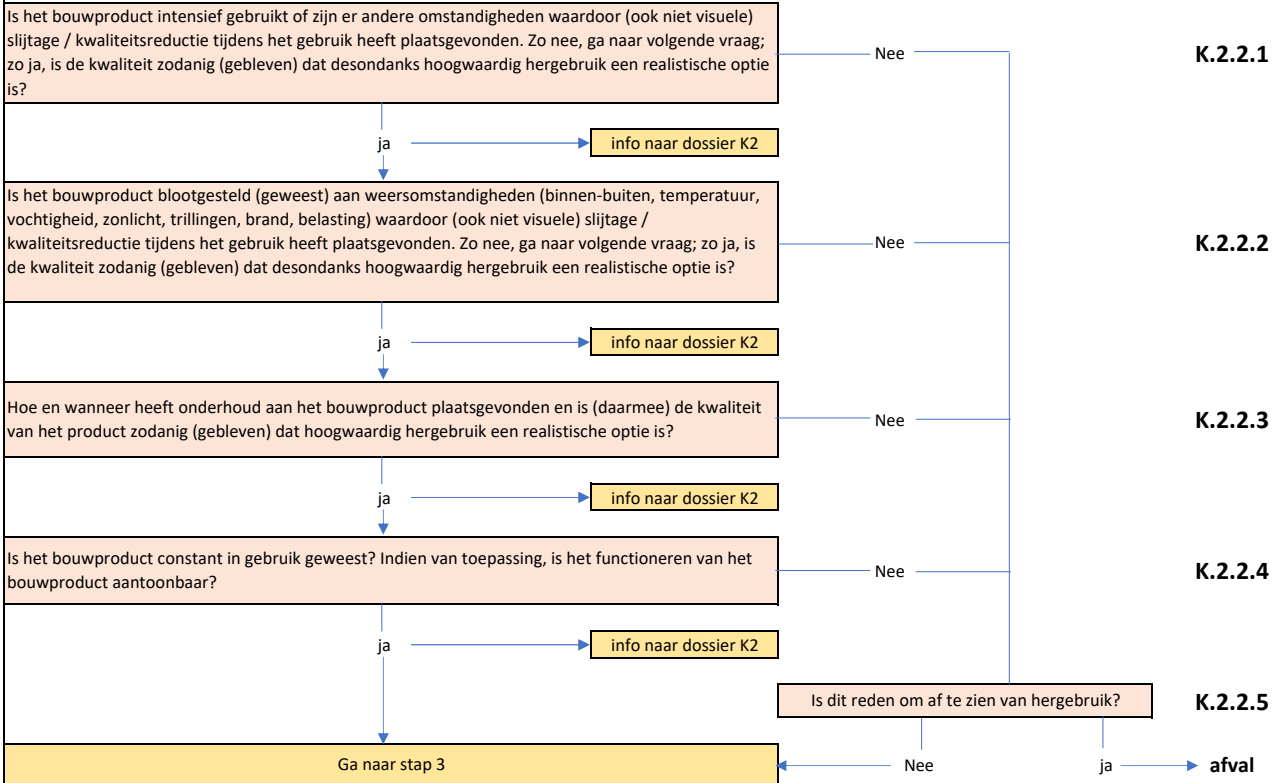 Is het bouwproduct intensief gebruikt of zijn er andere omstandigheden waardoor (ook niet visuele)
slijtage / kwaliteitsreductie tijdens het gebruik heeft plaatsgevonden. Zo nee, ga naar volgende vraag;
zo ja, is de kwaliteit zodanig (gebleven) dat desondanks hoogwaardig hergebruik een realistische optie
is?
Nee
K.2.2.1
ja
info naar dossier K2
Is het bouwproduct blootgesteld (geweest) aan weersomstandigheden (binnen-buiten, temperatuur,
vochtigheid, zonlicht, trillingen, brand, belasting) waardoor (ook niet visuele) slijtage /
kwaliteitsreductie tijdens het gebruik heeft plaatsgevonden. Zo nee, ga naar volgende vraag; zo ja, is
de kwaliteit zodanig (gebleven) dat desondanks hoogwaardig hergebruik een realistische optie is?
Nee
K.2.2.2
ja
info naar dossier K2
Hoe en wanneer heeft onderhoud aan het bouwproduct plaatsgevonden en is (daarmee) de kwaliteit
van het product zodanig (gebleven) dat hoogwaardig hergebruik een realistische optie is?
Nee
K.2.2.3
ja
info naar dossier K2
Is het bouwproduct constant in gebruik geweest? Indien van toepassing, is het functioneren van het
bouwproduct aantoonbaar?
Nee
K.2.2.4
ja
info naar dossier K2
Is dit reden om af te zien van hergebruik?
K.2.2.5
Ga naar stap 3
Nee
ja
afval